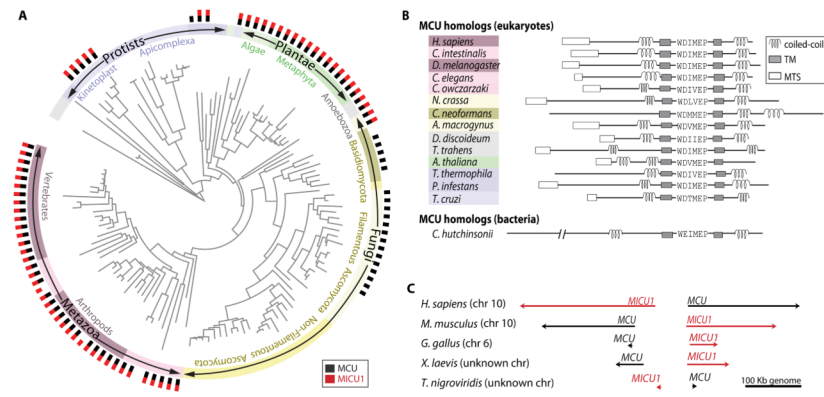 A
Protists
Apicomplexa
Kinetoplast
Plantae
Algae
Metaphyta
Amoebozoa
Basidiomycota
Fungi
Filamentous Ascomycota
Non-Filamentous Ascomycota
Vertebrates
Metazoa
Arthropods
MCU
MICU1
B
MCU homologs (eukaryotes)
H. sapiens WDIMEP
C. intestinalis WDIMEP
D. melanogaster WDIMEP
C. elegans WDIMEP
C. owczarzaki WDIVEP
N. crassa WDLVEP
C. neoformans WDMMEP
A. macrogynus WDVMEP
D. discoideum WDIIEP
T. trahens WDIMEP
A. thaliana WDVMEP
T. thermophila WDIVEP
P. infestans WDIMEP
T. cruzi WDTMEP
coiled-coil
TM
MTS
MCU homologs (bacteria)
C. hutchinsonii // WEIMEP
C
H. sapiens (chr 10) MICU1 MCU
M. musculus (chr 10) MCU MICU1
G. gallus (chr 6) MCU MICU1
X. laevis (unknown chr) MCU MICU1
T. nigroviridis (unknown chr) MICU1 MCU
100 Kb genome